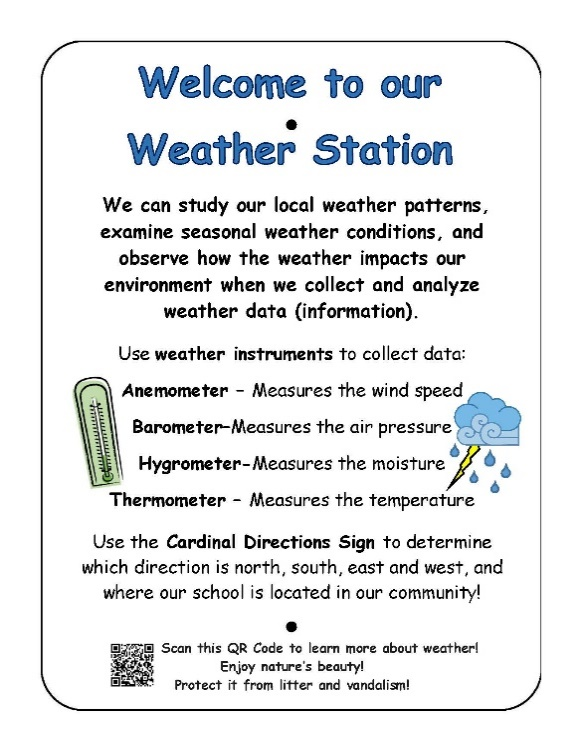 Welcome to our
Weather Station
We can study our local weather patterns,
examine seasonal weather conditions, and
observe how the weather impacts our
environment when we collect and analyze
weather data (information).
Use weather instruments to collect data:
Anemometer – Measures the wind speed
Barometer–Measures the air pressure
Hygrometer-Measures the moisture
Thermometer – Measures the temperature
Use the Cardinal Directions Sign to determine
which direction is north, south, east and west, and
where our school is located in our community!
Scan this QR Code to learn more about weather!
Enjoy nature's beauty!
Protect it from litter and vandalism!